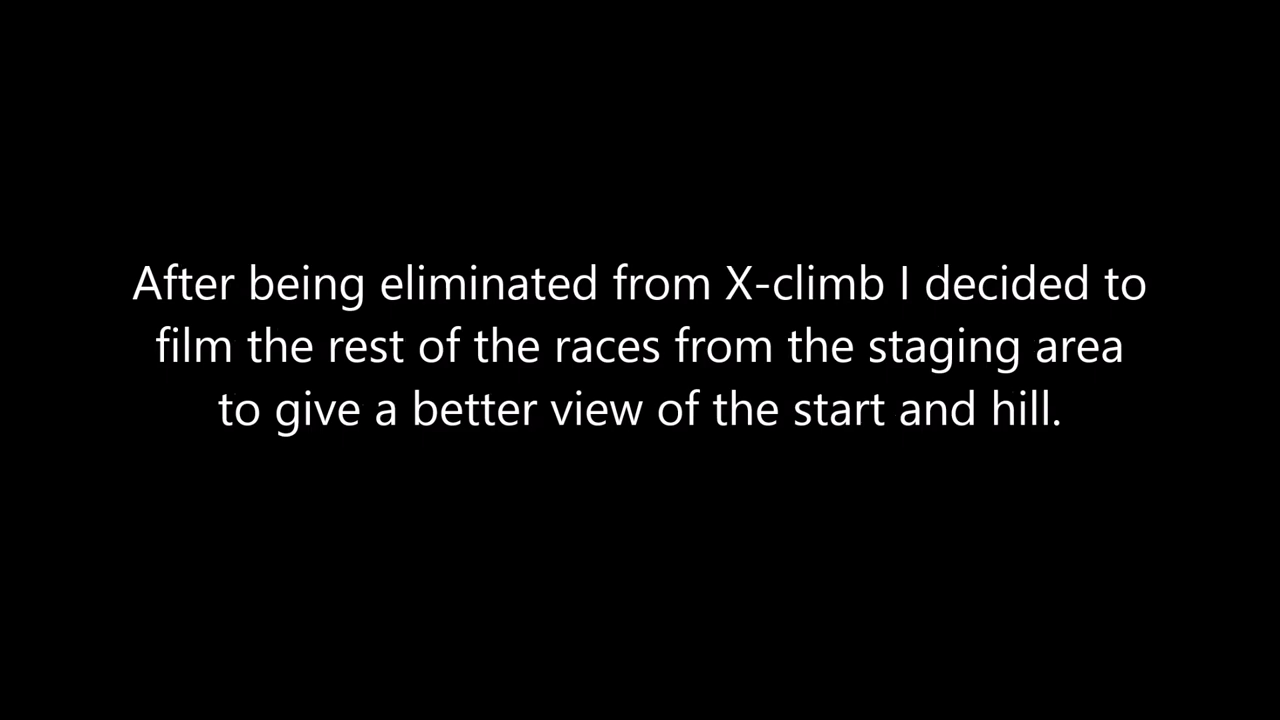 After being eliminated from X-climb I decided to
film the rest of the races from the staging area
to give a better view of the start and hill.